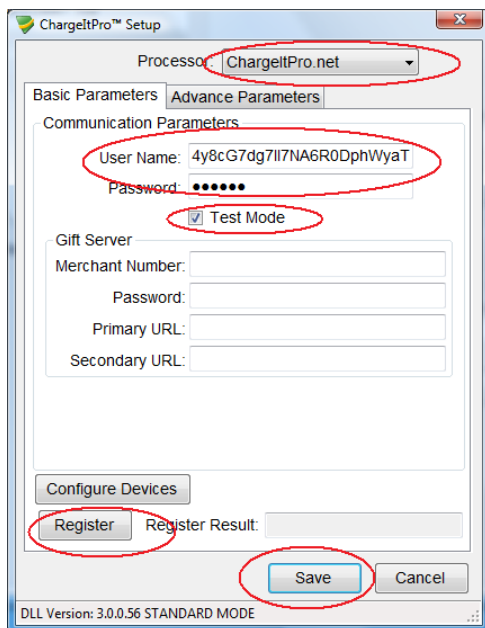 ChargeItPro™ Setup
Processor: ChargeItPro.net
Basic Parameters Advance Parameters
Communication Parameters
User Name: 4y8cG7dg7ll7NA6R0DphWyaT
Password: ●●●●●●
Test Mode
Gift Server
Merchant Number:
Password:
Primary URL:
Secondary URL:
Configure Devices
Register Register Result:
Save Cancel
DLL Version: 3.0.0.56 STANDARD MODE